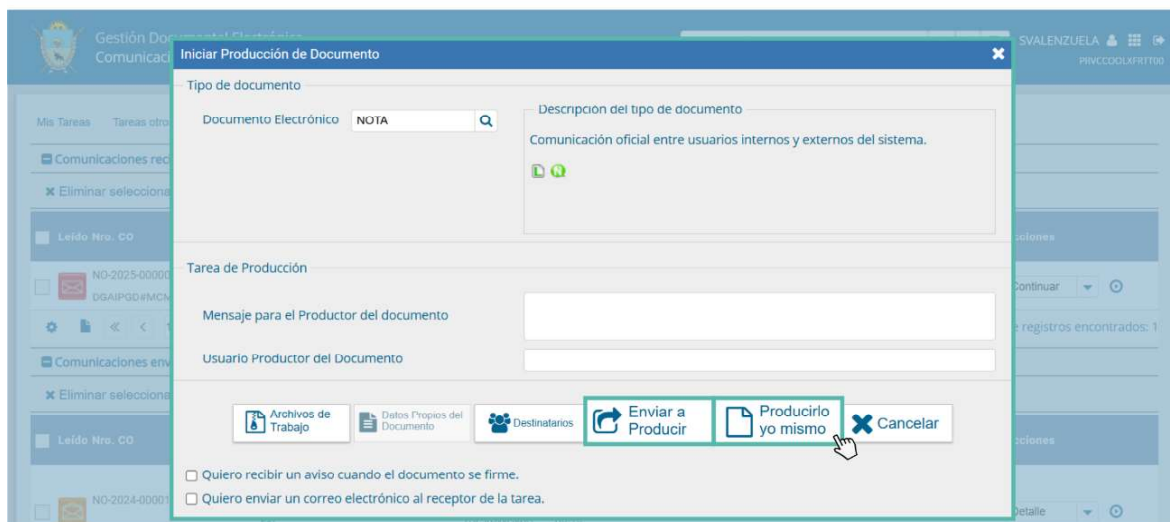 Gestión Documental Electrónica
Comunicaci
SVALENZUELA
Iniciar Producción de Documento
Tipo de documento
Documento Electrónico NOTA
Descripción del tipo de documento
Comunicación oficial entre usuarios internos y externos del sistema.
Mis Tareas Tareas otro
Comunicaciones rec
Eliminar selecciona
Leído Nro. CO
cciones
NO-2025-00000
DGAIPGD#MCM
Continuar
Tarea de Producción
Mensaje para el Productor del documento
Usuario Productor del Documento
e registros encontrados: 1
Comunicaciones env
Eliminar selecciona
Archivos de Trabajo
Datos Propios del Documento
Destinatarios
Enviar a Producir
Producirlo yo mismo
Cancelar
Leído Nro. CO
cciones
Quiero recibir un aviso cuando el documento se firme.
Quiero enviar un correo electrónico al receptor de la tarea.
NO-2024-00001
Detalle